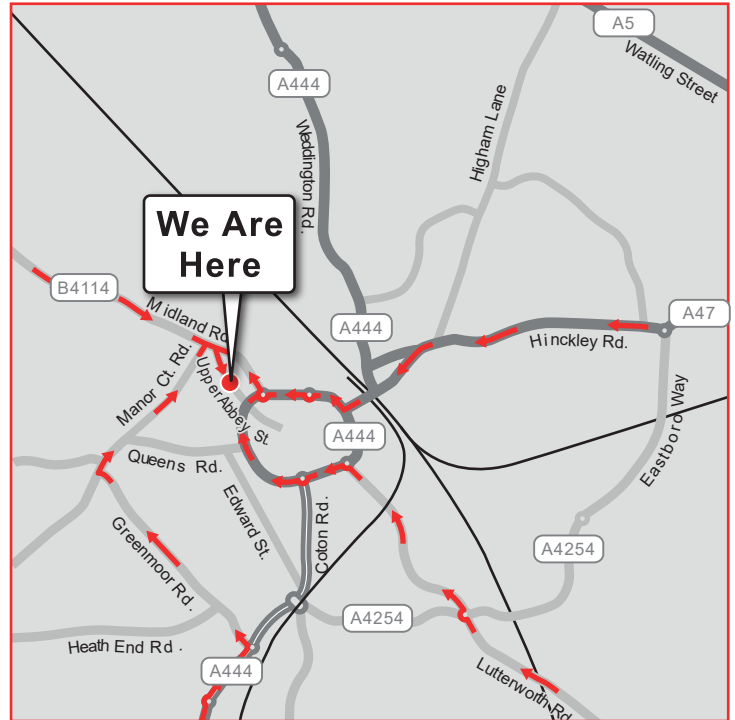 A5
Watling Street
A444
Weddington Rd.
Higham Lane
We Are
Here
B4114
Midland Rd.
A444
A47
Hinckley Rd.
Manor Ct. Rd.
Upper Abbey St.
A444
Eastboro Way
Queens Rd.
Edward St.
Coton Rd.
Greenmoor Rd.
A4254
A4254
Heath End Rd.
A444
Lutterworth Rd.